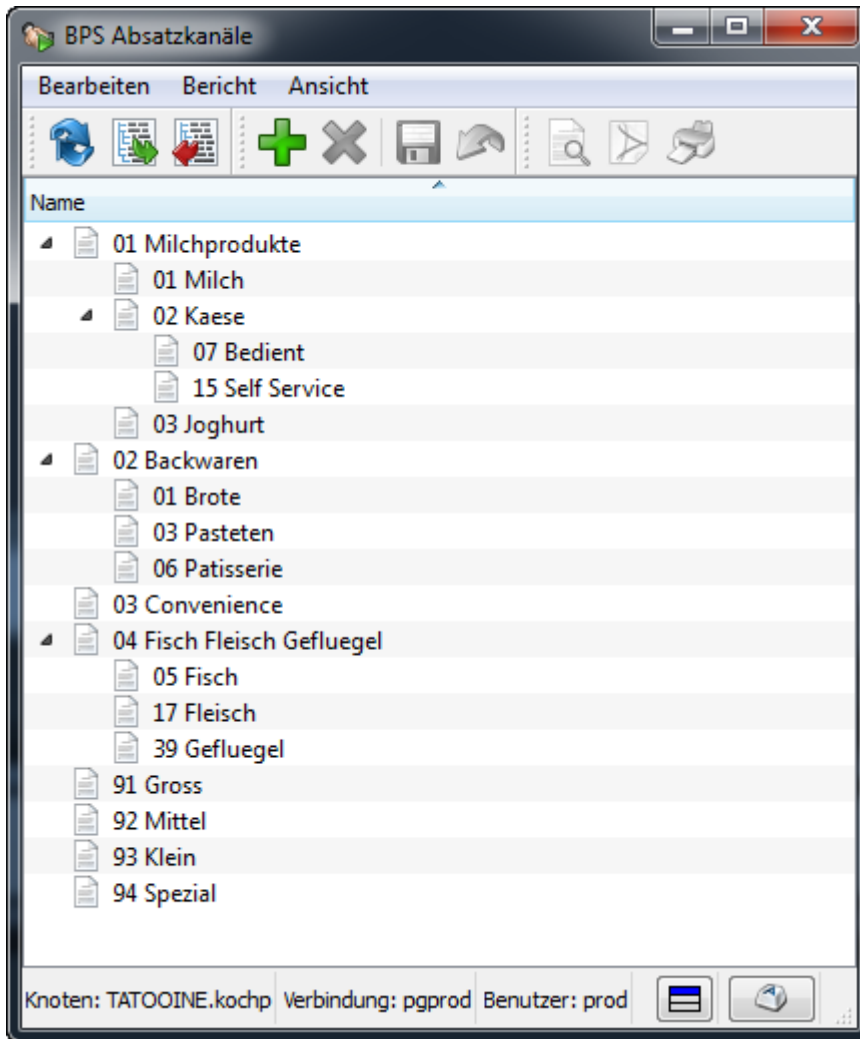 BPS Absatzkanäle
Bearbeiten Bericht Ansicht
Name
01 Milchprodukte
01 Milch
02 Kaese
07 Bedient
15 Self Service
03 Joghurt
02 Backwaren
01 Brote
03 Pasteten
06 Patisserie
03 Convenience
04 Fisch Fleisch Gefluegel
05 Fisch
17 Fleisch
39 Gefluegel
91 Gross
92 Mittel
93 Klein
94 Spezial
Knoten: TATOOINE.kochp Verbindung: pgprod Benutzer: prod